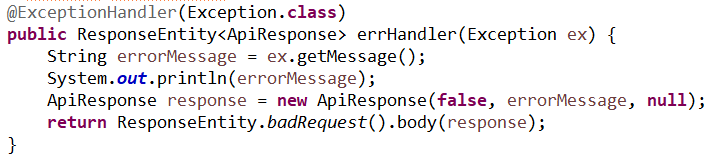 @ExceptionHandler(Exception.class)
public ResponseEntity<ApiResponse> errHandler(Exception ex) {
    String errorMessage = ex.getMessage();
    System.out.println(errorMessage);
    ApiResponse response = new ApiResponse(false, errorMessage, null);
    return ResponseEntity.badRequest().body(response);
}